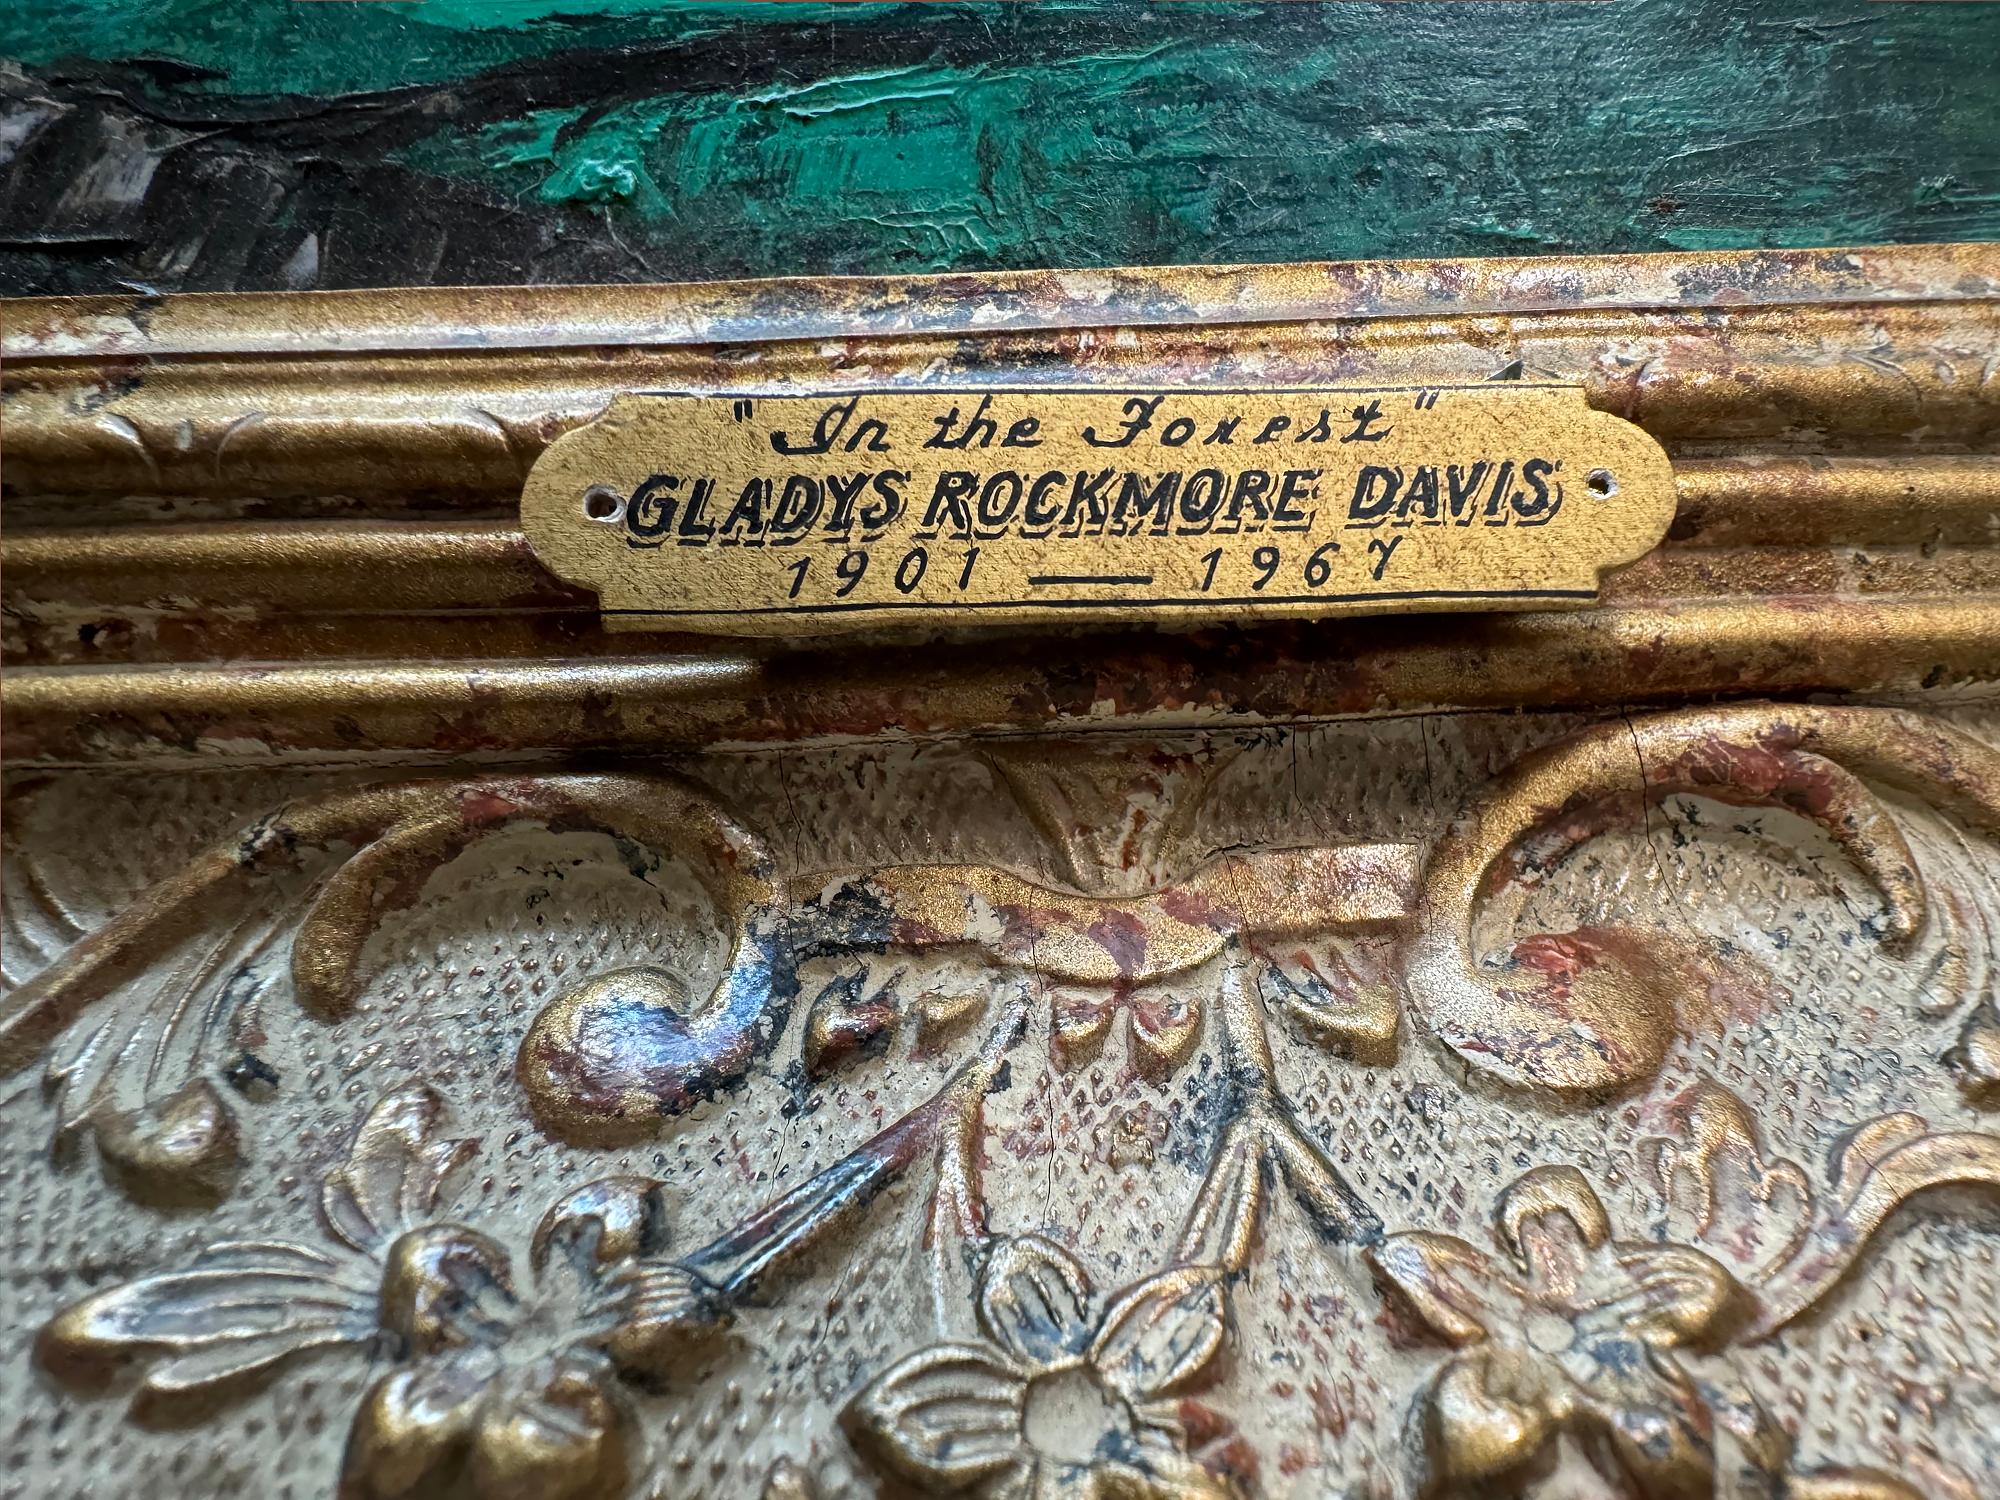 "In the Forest"
GLADYS ROCKMORE DAVIS
1901 — 1967